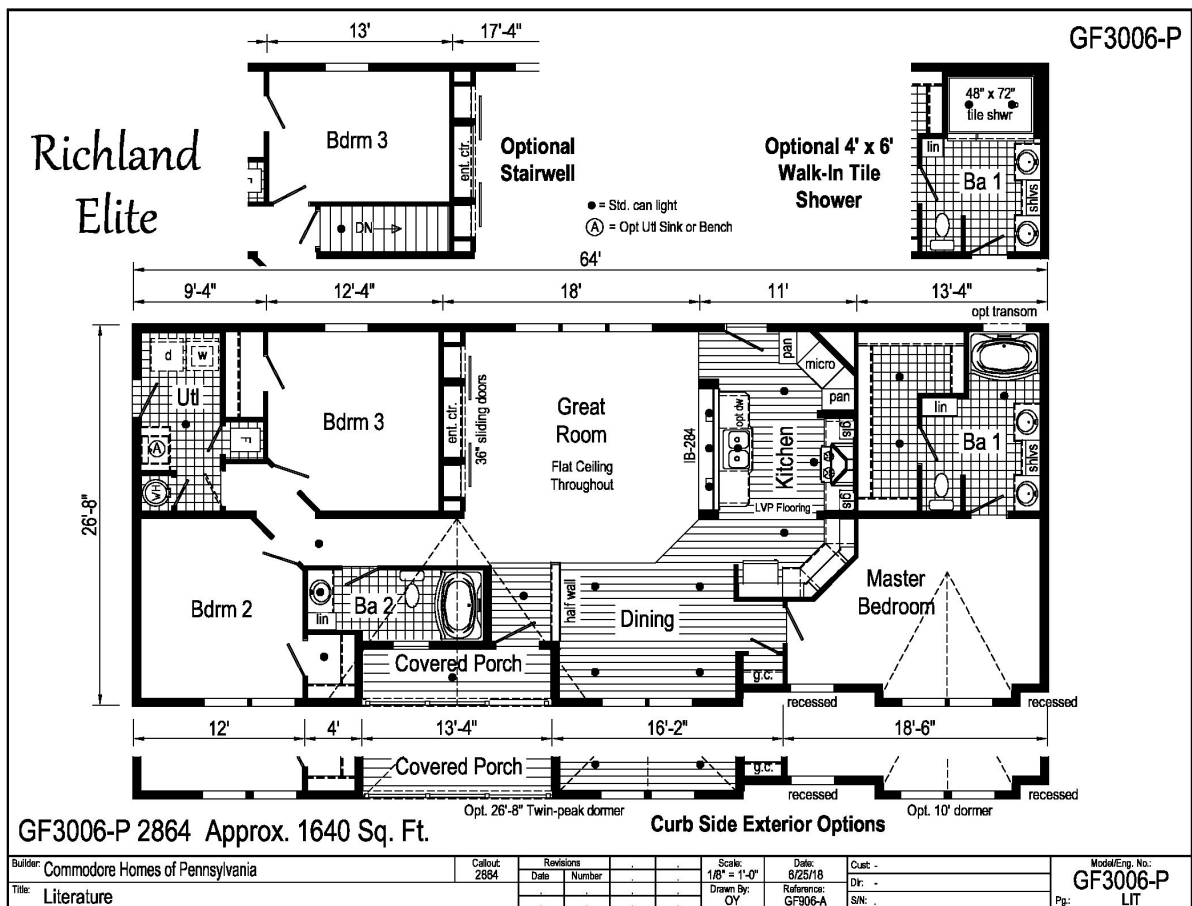 13'
17'-4"
GF3006-P
Richland
Elite
Bdrm 3
ent. ctr.
Optional
Stairwell
Optional 4' x 6'
Walk-In Tile
Shower
48" x 72"
tile shwr
lin
Ba 1
shlvs
● = Std. can light
Ⓐ = Opt Utl Sink or Bench
DN
64'
9'-4"
12'-4"
18'
11'
13'-4"
opt transom
26'-8"
d
w
Utl
A
F
WH
Bdrm 3
ent. ctr.
36" sliding doors
Great
Room
Flat Ceiling
Throughout
IB-284
opt dw
pan
micro
pan
Kitchen
gls
gls
LVP Flooring
lin
Ba 1
shlvs
Bdrm 2
lin
Ba 2
half wall
Dining
Master
Bedroom
Covered Porch
g.c.
recessed
recessed
12'
4'
13'-4"
16'-2"
18'-6"
Covered Porch
g.c.
recessed
recessed
Opt. 26'-8" Twin-peak dormer
Opt. 10' dormer
GF3006-P 2864 Approx. 1640 Sq. Ft.
Curb Side Exterior Options
Builder: Commodore Homes of Pennsylvania
Title: Literature
Callout:
2864
Revisions
Date Number
Scale:
1/8" = 1'-0"
Drawn By:
OY
Date:
6/25/18
Reference:
GF906-A
Cust: -
Dlr: -
S/N: .
Model/Eng. No.:
GF3006-P
Pg.: LIT